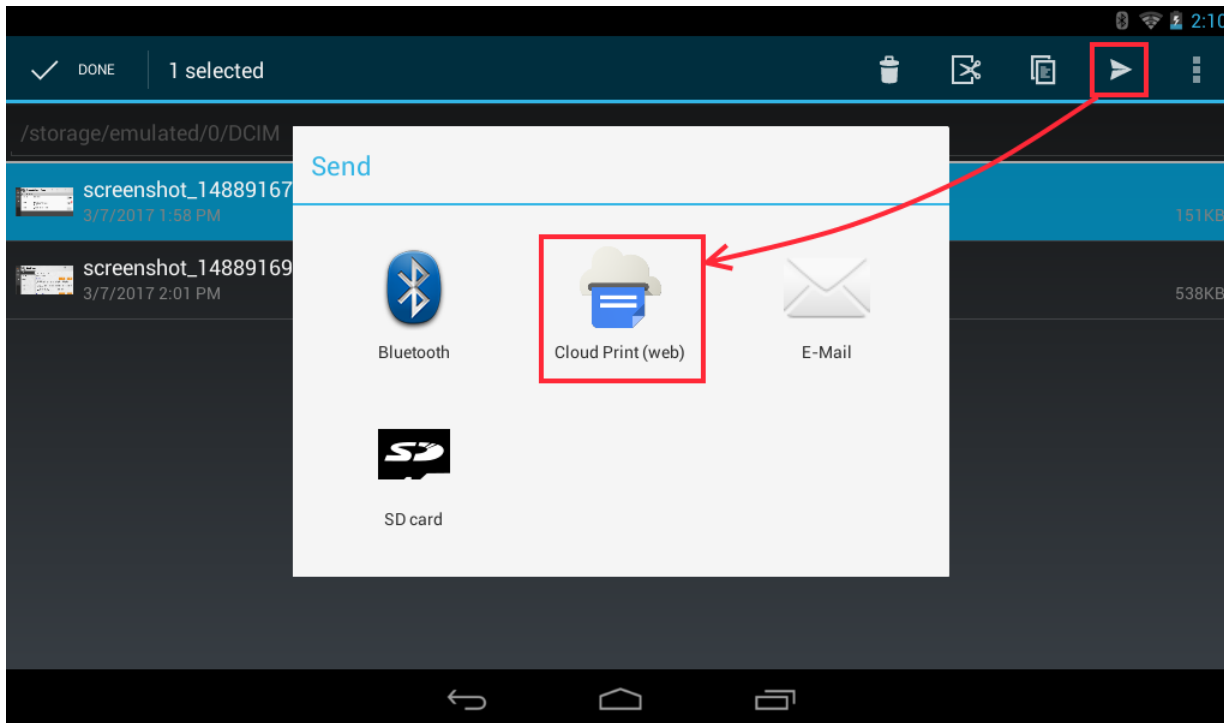 2:10
DONE 1 selected
/storage/emulated/0/DCIM
Send
screenshot_14889167
3/7/2017 1:58 PM
151KB
screenshot_14889169
3/7/2017 2:01 PM
538KB
Bluetooth
Cloud Print (web)
E-Mail
SD
SD card